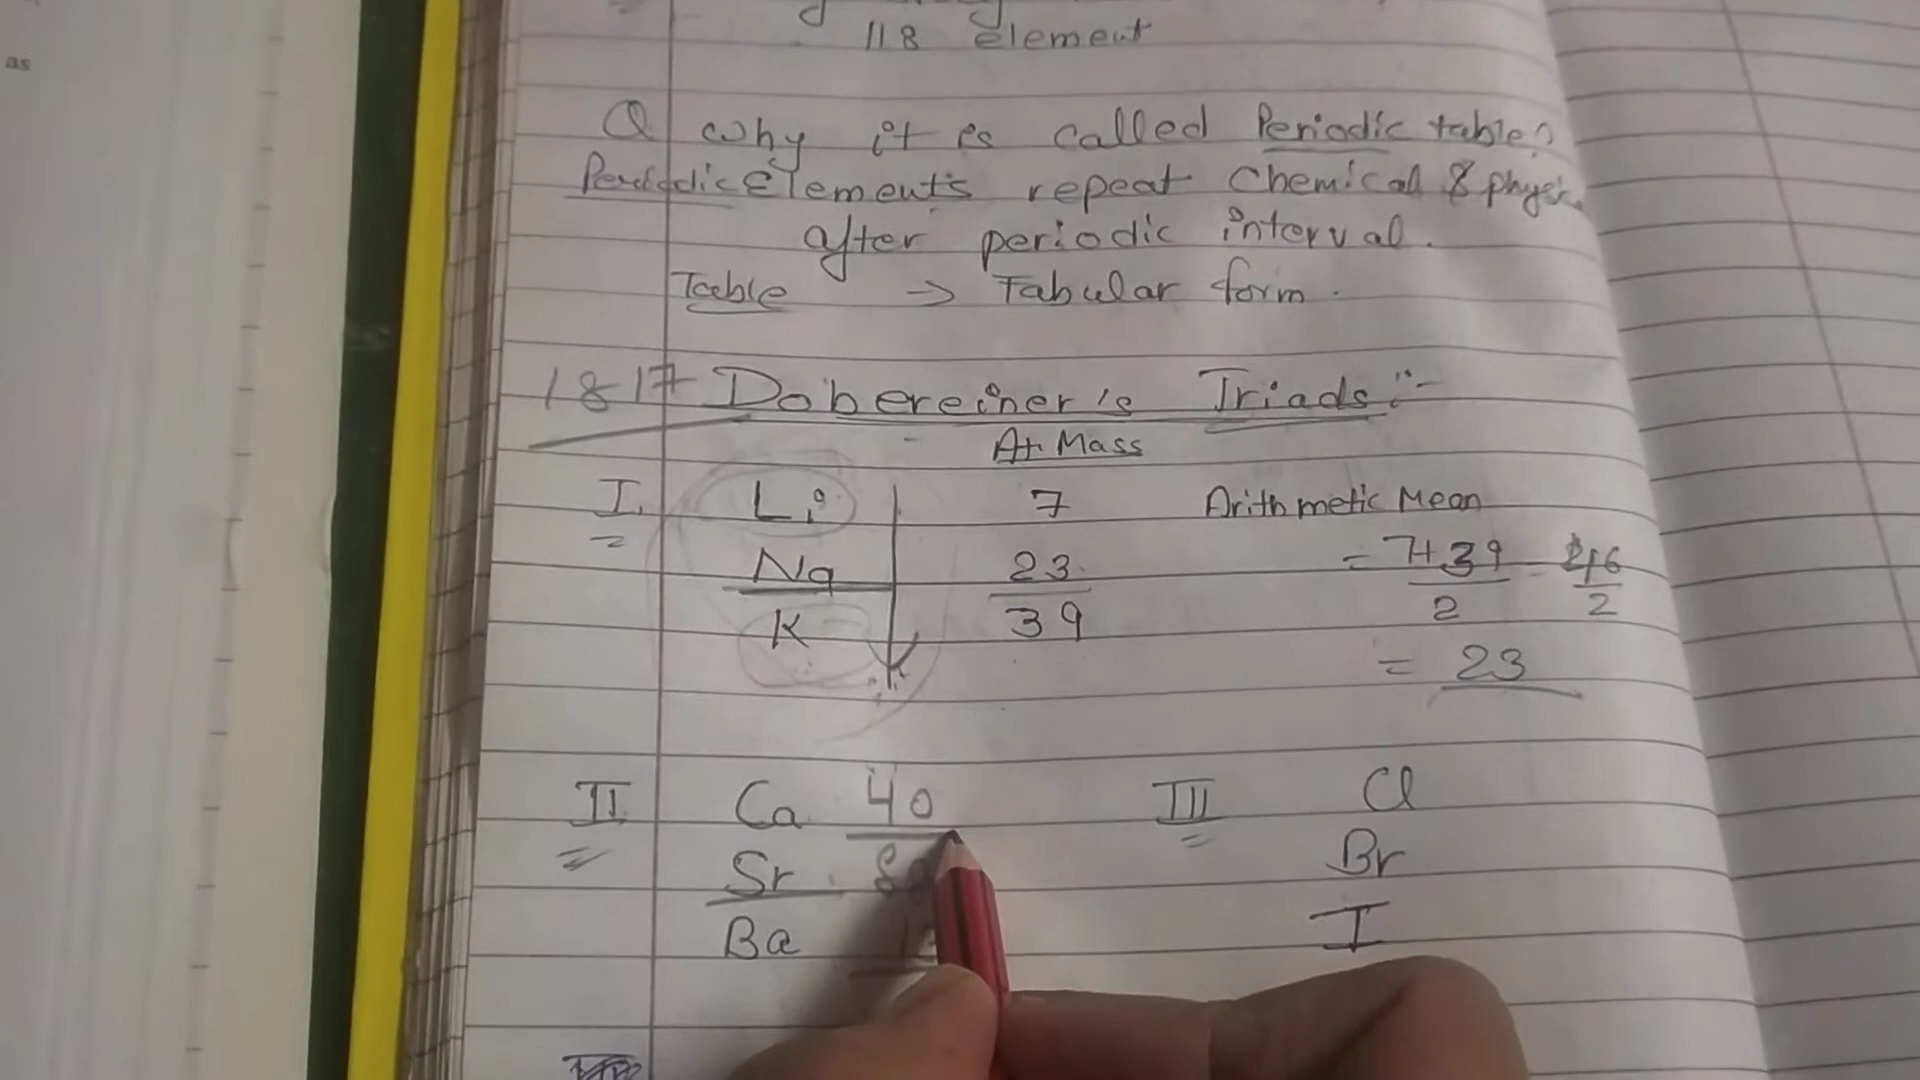 as
118 element
Q why it is called Periodic table?
Periodic Elements repeat Chemical & physic
after periodic interval.
Table → Tabular form.
1817 Dobereiner's Triads :-
At. Mass
I. Li 7 Arithmetic Mean
Na 23 = 7+39 / 2 = 46 / 2
K 39
= 23
II Ca 40 III Cl
Sr Br
Ba I